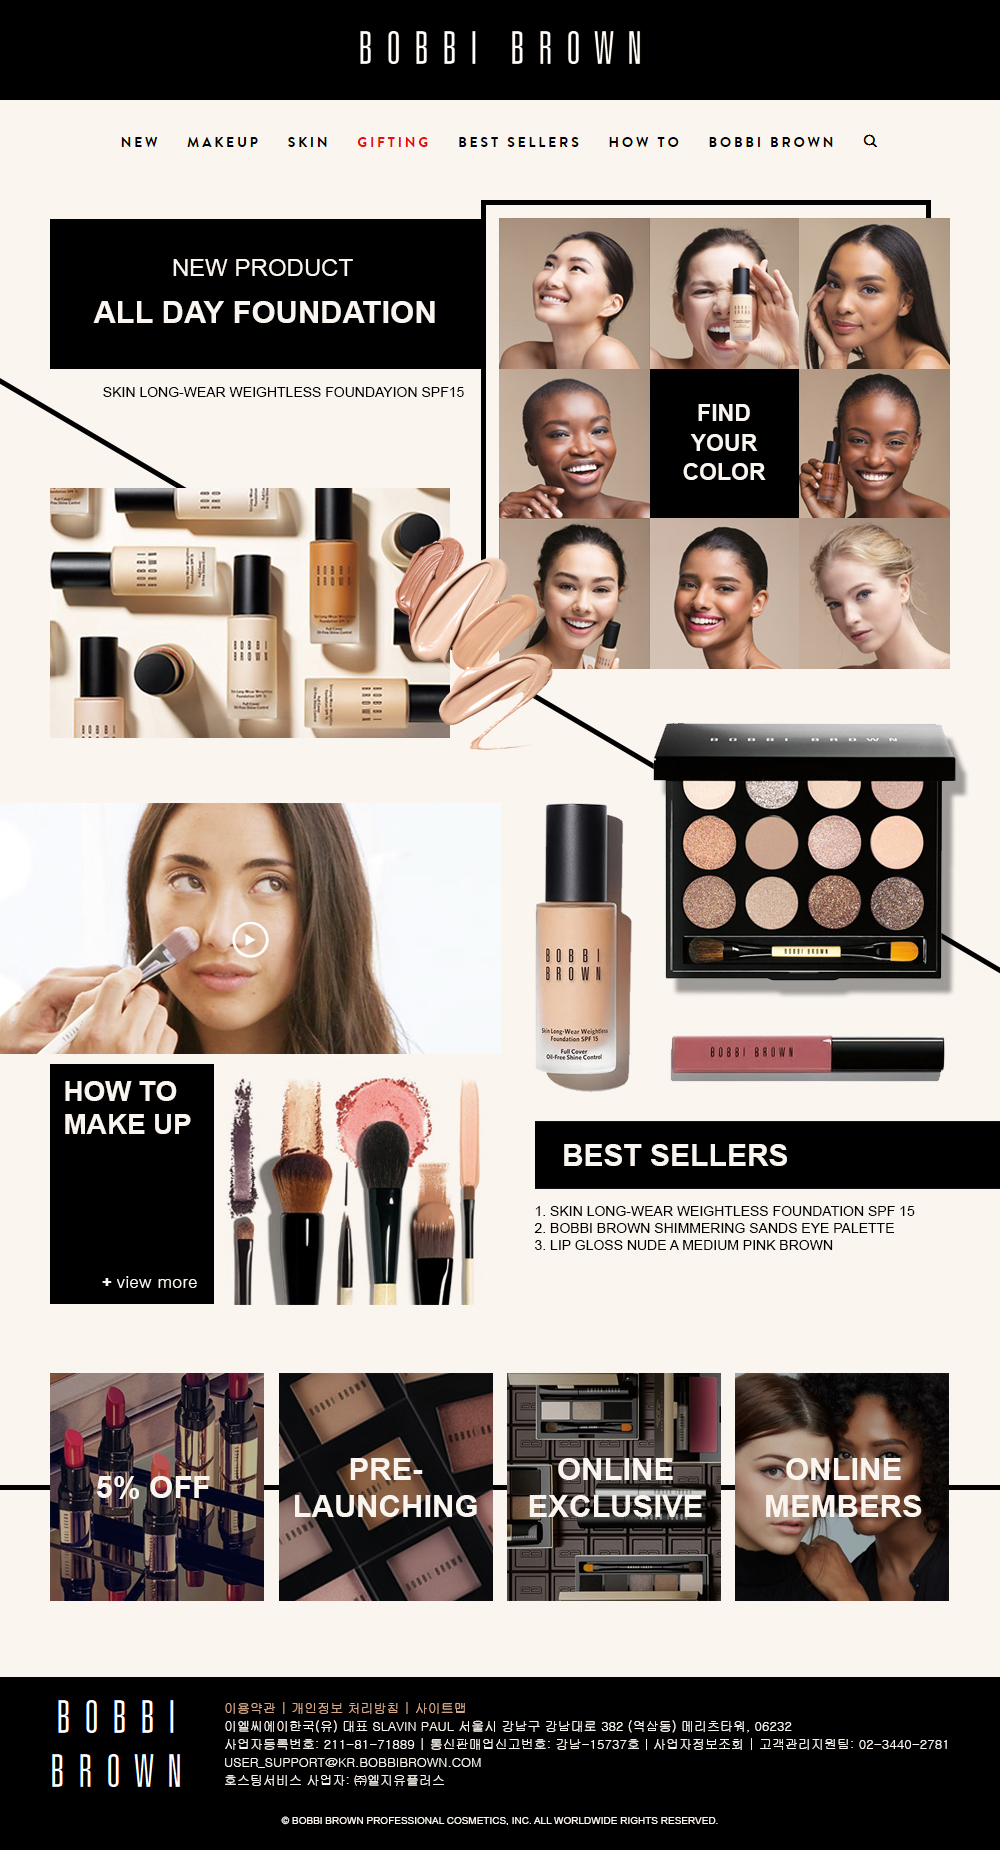 BOBBI BROWN
NEW MAKEUP SKIN GIFTING BEST SELLERS HOW TO BOBBI BROWN
NEW PRODUCT
ALL DAY FOUNDATION
SKIN LONG-WEAR WEIGHTLESS FOUNDAYION SPF15
FIND
YOUR
COLOR
BOBBI
BROWN
BOBBI
BROWN
BOBBI BROWN
BOBBI
BROWN
Skin Long-Wear Weightless
Foundation SPF 15
Full Cover
Oil-Free Shine Control
BOBBI BROWN
BOBBI BROWN
HOW TO
MAKE UP
+ view more
BEST SELLERS
1. SKIN LONG-WEAR WEIGHTLESS FOUNDATION SPF 15
2. BOBBI BROWN SHIMMERING SANDS EYE PALETTE
3. LIP GLOSS NUDE A MEDIUM PINK BROWN
5% OFF
PRE-
LAUNCHING
ONLINE
EXCLUSIVE
ONLINE
MEMBERS
BOBBI
BROWN
이용약관 | 개인정보 처리방침 | 사이트맵
이엘씨에이한국(유) 대표 SLAVIN PAUL 서울시 강남구 강남대로 382 (역삼동) 메리츠타워, 06232
사업자등록번호: 211-81-71889 | 통신판매업신고번호: 강남-15737호 | 사업자정보조회 | 고객관리지원팀: 02-3440-2781
USER_SUPPORT@KR.BOBBIBROWN.COM
호스팅서비스 사업자: ㈜엘지유플러스
© BOBBI BROWN PROFESSIONAL COSMETICS, INC. ALL WORLDWIDE RIGHTS RESERVED.